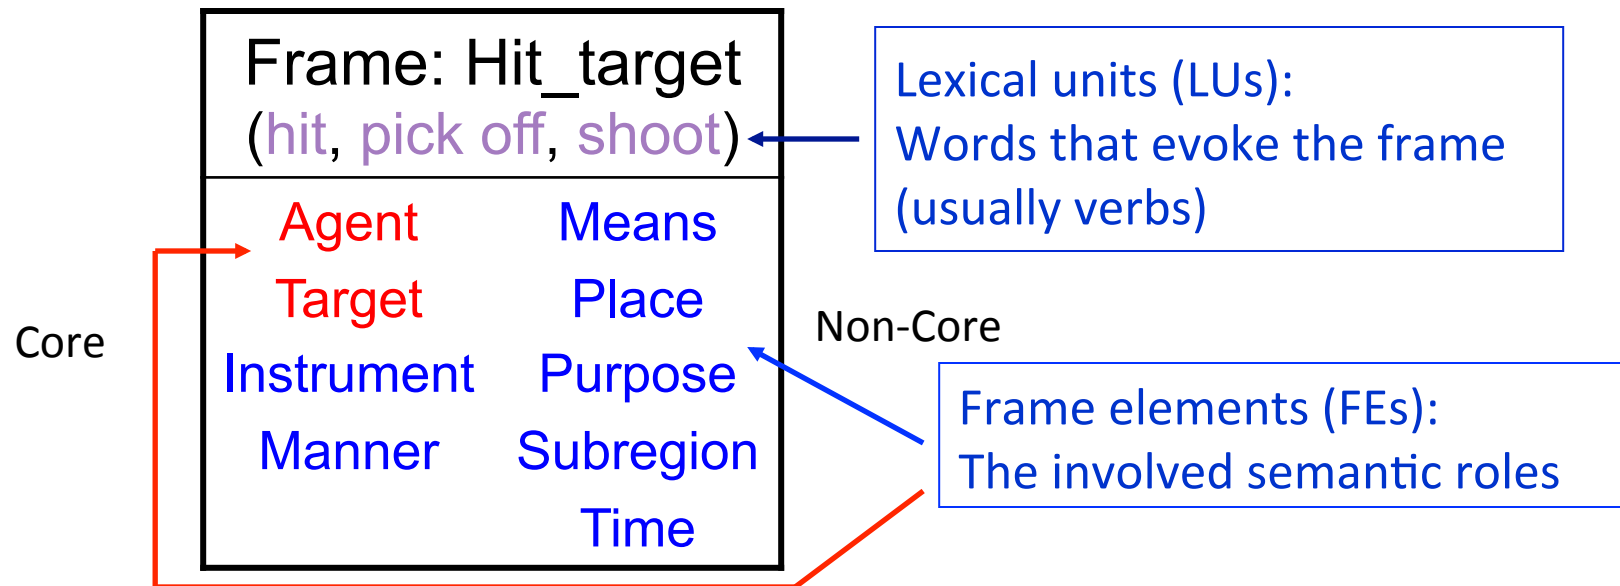 Frame: Hit_target
(hit, pick off, shoot)
Lexical units (LUs):
Words that evoke the frame
(usually verbs)
Agent Means
Target Place
Core
Non-Core
Instrument Purpose
Manner Subregion
Time
Frame elements (FEs):
The involved semantic roles